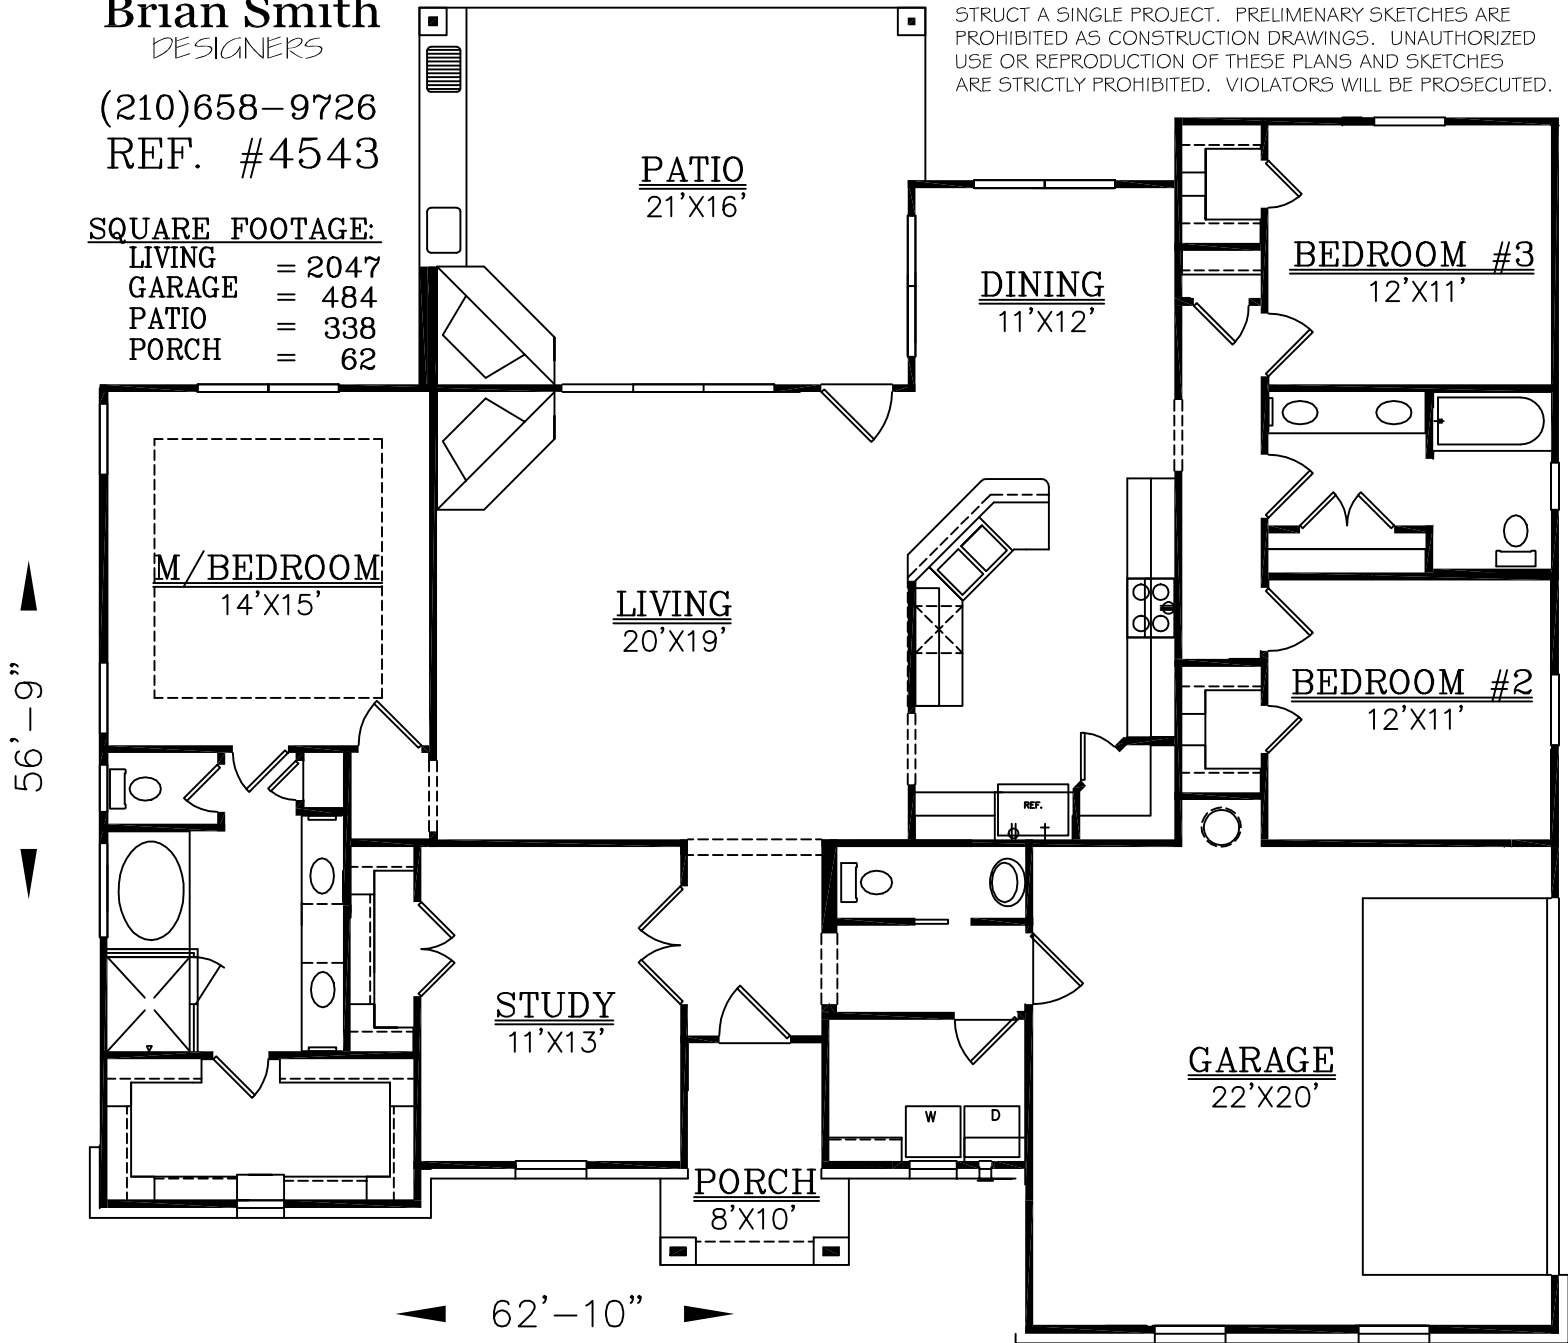 Brian Smith
DESIGNERS
(210)658-9726
REF. #4543
SQUARE FOOTAGE:
LIVING = 2047
GARAGE = 484
PATIO = 338
PORCH = 62
STRUCT A SINGLE PROJECT. PRELIMENARY SKETCHES ARE
PROHIBITED AS CONSTRUCTION DRAWINGS. UNAUTHORIZED
USE OR REPRODUCTION OF THESE PLANS AND SKETCHES
ARE STRICTLY PROHIBITED. VIOLATORS WILL BE PROSECUTED.
PATIO
21'X16'
DINING
11'X12'
BEDROOM #3
12'X11'
M/BEDROOM
14'X15'
LIVING
20'X19'
BEDROOM #2
12'X11'
56'-9"
REF.
STUDY
11'X13'
GARAGE
22'X20'
W
D
PORCH
8'X10'
62'-10"